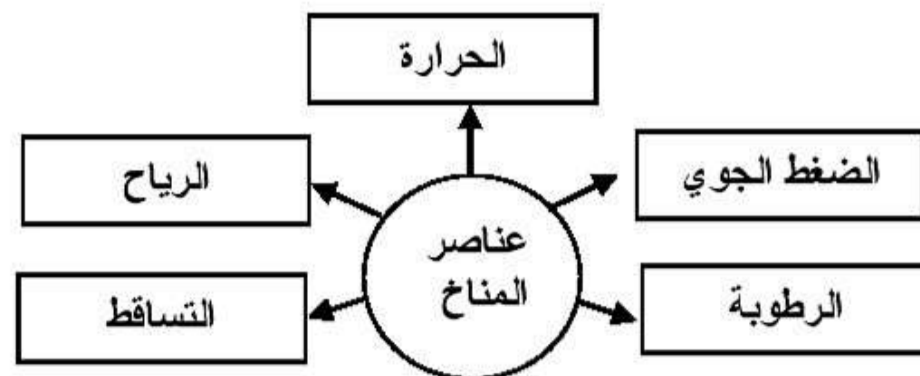 الحرارة
الضغط الجوي
الرياح
عناصر
المناخ
الرطوبة
التساقط